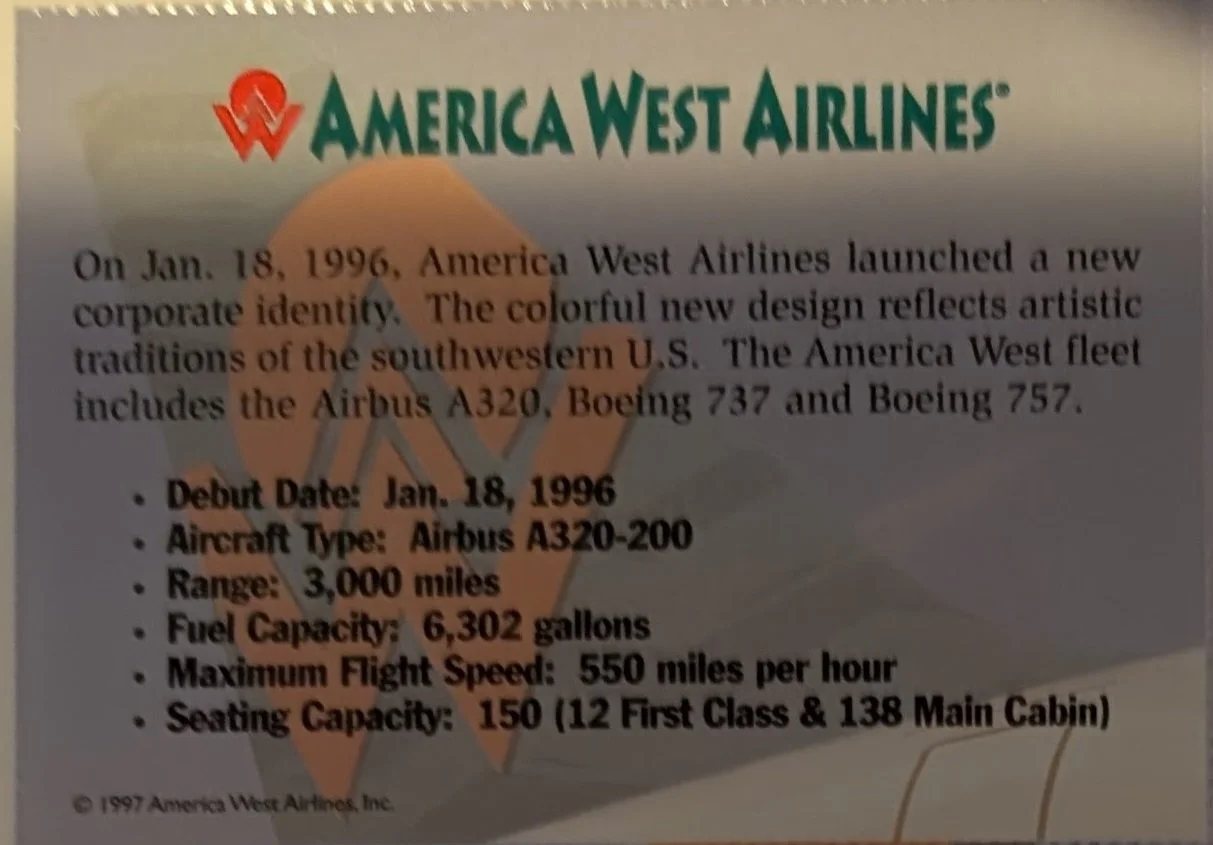 AMERICA WEST AIRLINES®
On Jan. 18, 1996, America West Airlines launched a new
corporate identity. The colorful new design reflects artistic
traditions of the southwestern U.S. The America West fleet
includes the Airbus A320, Boeing 737 and Boeing 757.
• Debut Date: Jan. 18, 1996
• Aircraft Type: Airbus A320-200
• Range: 3,000 miles
• Fuel Capacity: 6,302 gallons
• Maximum Flight Speed: 550 miles per hour
• Seating Capacity: 150 (12 First Class & 138 Main Cabin)
© 1997 America West Airlines, Inc.